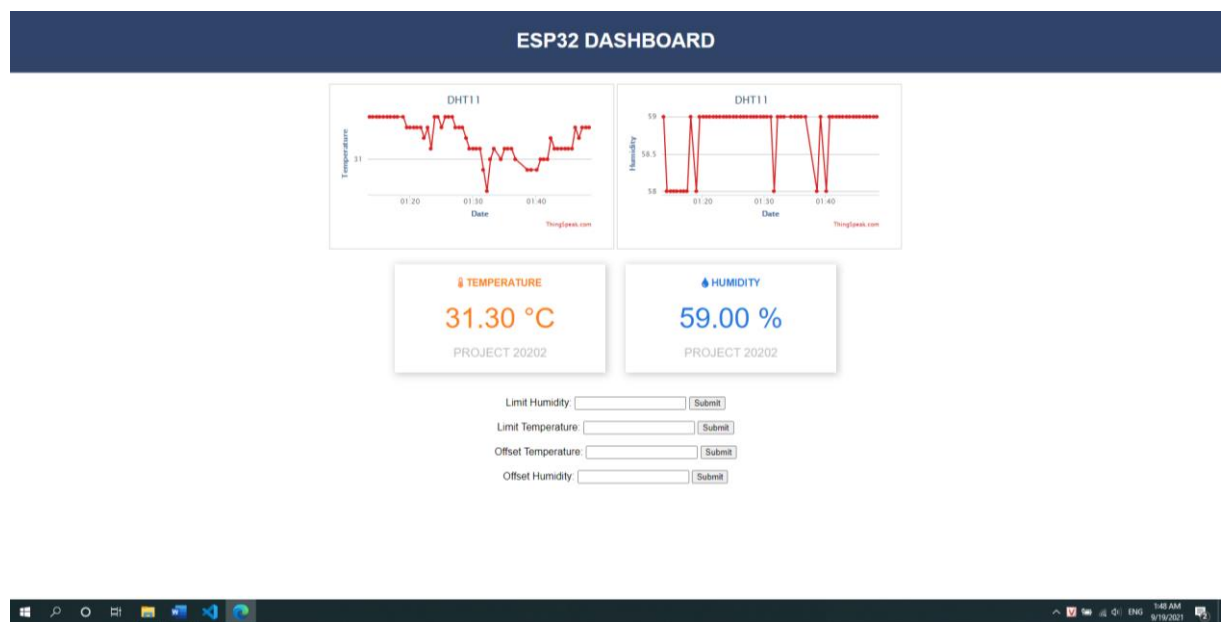 ESP32 DASHBOARD
DHT11
Temperature
31
01:20 01:30 01:40
Date
ThingSpeak.com
DHT11
Humidity
59
58.5
58
01:20 01:30 01:40
Date
ThingSpeak.com
TEMPERATURE
31.30 °C
PROJECT 20202
HUMIDITY
59.00 %
PROJECT 20202
Limit Humidity: Submit
Limit Temperature: Submit
Offset Temperature: Submit
Offset Humidity: Submit
ENG
1:48 AM
9/19/2021